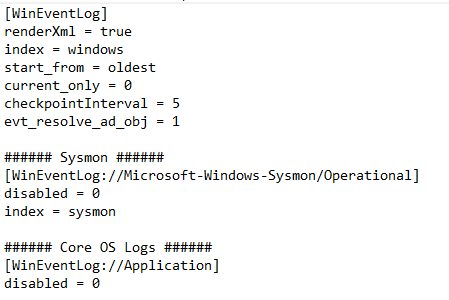 [WinEventLog]
renderXml = true
index = windows
start_from = oldest
current_only = 0
checkpointInterval = 5
evt_resolve_ad_obj = 1
###### Sysmon ######
[WinEventLog://Microsoft-Windows-Sysmon/Operational]
disabled = 0
index = sysmon
###### Core OS Logs ######
[WinEventLog://Application]
disabled = 0